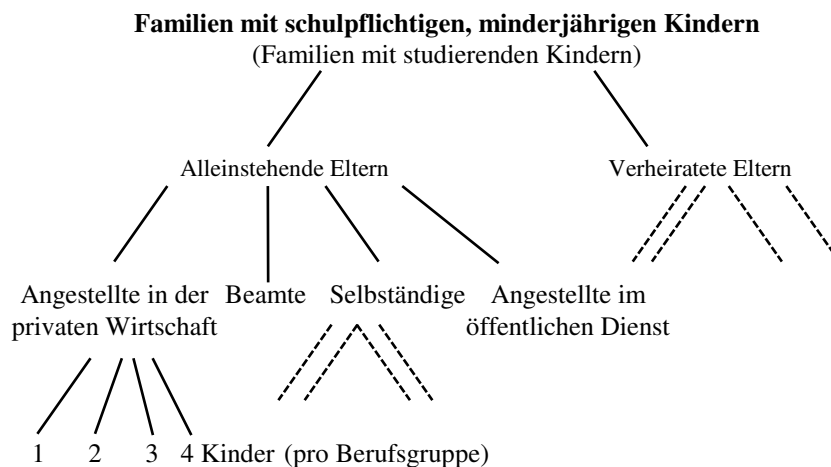 Familien mit schulpflichtigen, minderjährigen Kindern
(Familien mit studierenden Kindern)
Alleinstehende Eltern
Verheiratete Eltern
Angestellte in der
privaten Wirtschaft
Beamte
Selbständige
Angestellte im
öffentlichen Dienst
1 2 3 4 Kinder (pro Berufsgruppe)